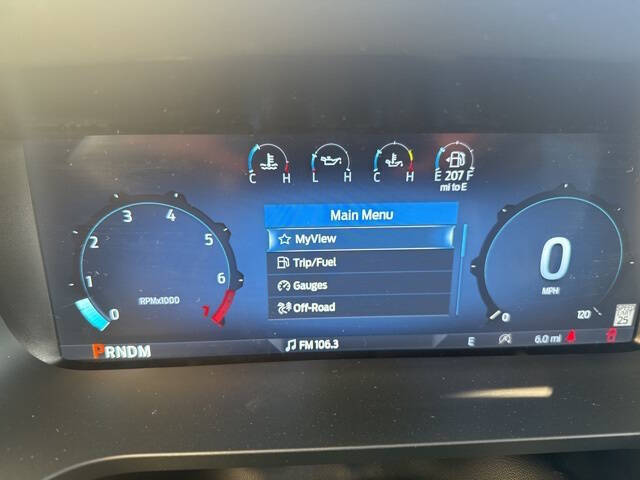 C H L H C H E 207 F
mi to E
Main Menu
MyView
Trip/Fuel
Gauges
Off-Road
0 1 2 3 4 5 6 7
RPMx1000
0
MPH
0 120
25
PRNDM
FM 106.3
E
6.0 mi